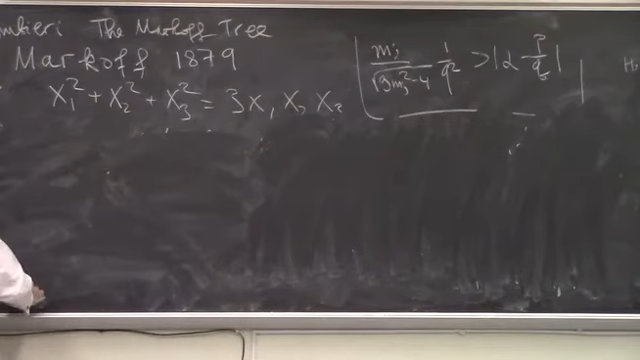 The Markoff Tree
Markoff 1879
X₁² + X₂² + X₃² = 3X₁X₂X₃
mᵢ/√(9mᵢ²-4) 1/q² > |α p/q|
H